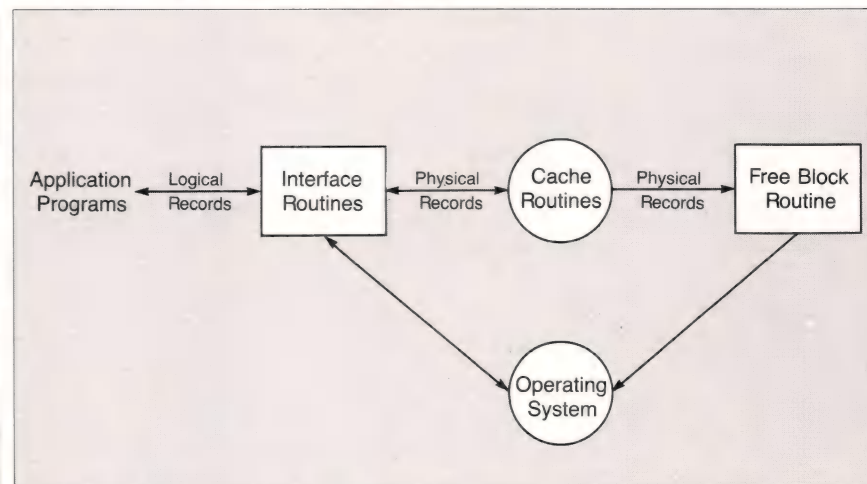 Application
Programs
Logical
Records
Interface
Routines
Physical
Records
Cache
Routines
Physical
Records
Free Block
Routine
Operating
System